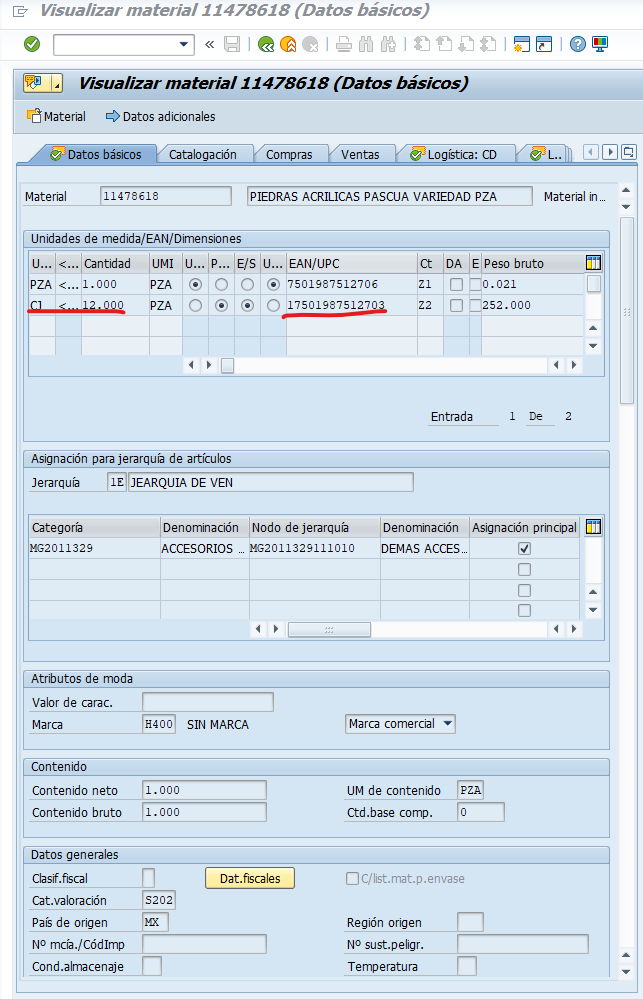 Visualizar material 11478618 (Datos básicos)
Visualizar material 11478618 (Datos básicos)
Material Datos adicionales
Datos básicos Catalogación Compras Ventas Logística: CD L..
Material 11478618 PIEDRAS ACRILICAS PASCUA VARIEDAD PZA Material in...
Unidades de medida/EAN/Dimensiones
U... <... Cantidad UMI U... P... E/S U... EAN/UPC Ct DA E Peso bruto
PZA <... 1.000 PZA 7501987512706 Z1 0.021
CJ <... 12.000 PZA 17501987512703 Z2 252.000
Entrada 1 De 2
Asignación para jerarquía de artículos
Jerarquía 1E JEARQUIA DE VEN
Categoría Denominación Nodo de jerarquía Denominación Asignación principal
MG2011329 ACCESORIOS ... MG2011329111010 DEMAS ACCES...
Atributos de moda
Valor de carac.
Marca H400 SIN MARCA Marca comercial
Contenido
Contenido neto 1.000 UM de contenido PZA
Contenido bruto 1.000 Ctd.base comp. 0
Datos generales
Clasif.fiscal Dat.fiscales C/list.mat.p.envase
Cat.valoración S202
País de origen MX Región origen
Nº mcía./CódImp Nº sust.peligr.
Cond.almacenaje Temperatura